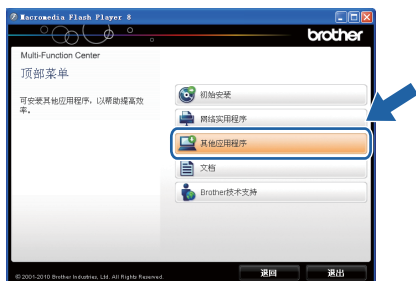 Macromedia Flash Player 8
brother
Multi-Function Center
顶部菜单
可安装其他应用程序，以帮助提高效
率。
初始安装
网络实用程序
其他应用程序
文档
Brother技术支持
© 2001-2010 Brother Industries, Ltd. All Rights Reserved.
退回
退出